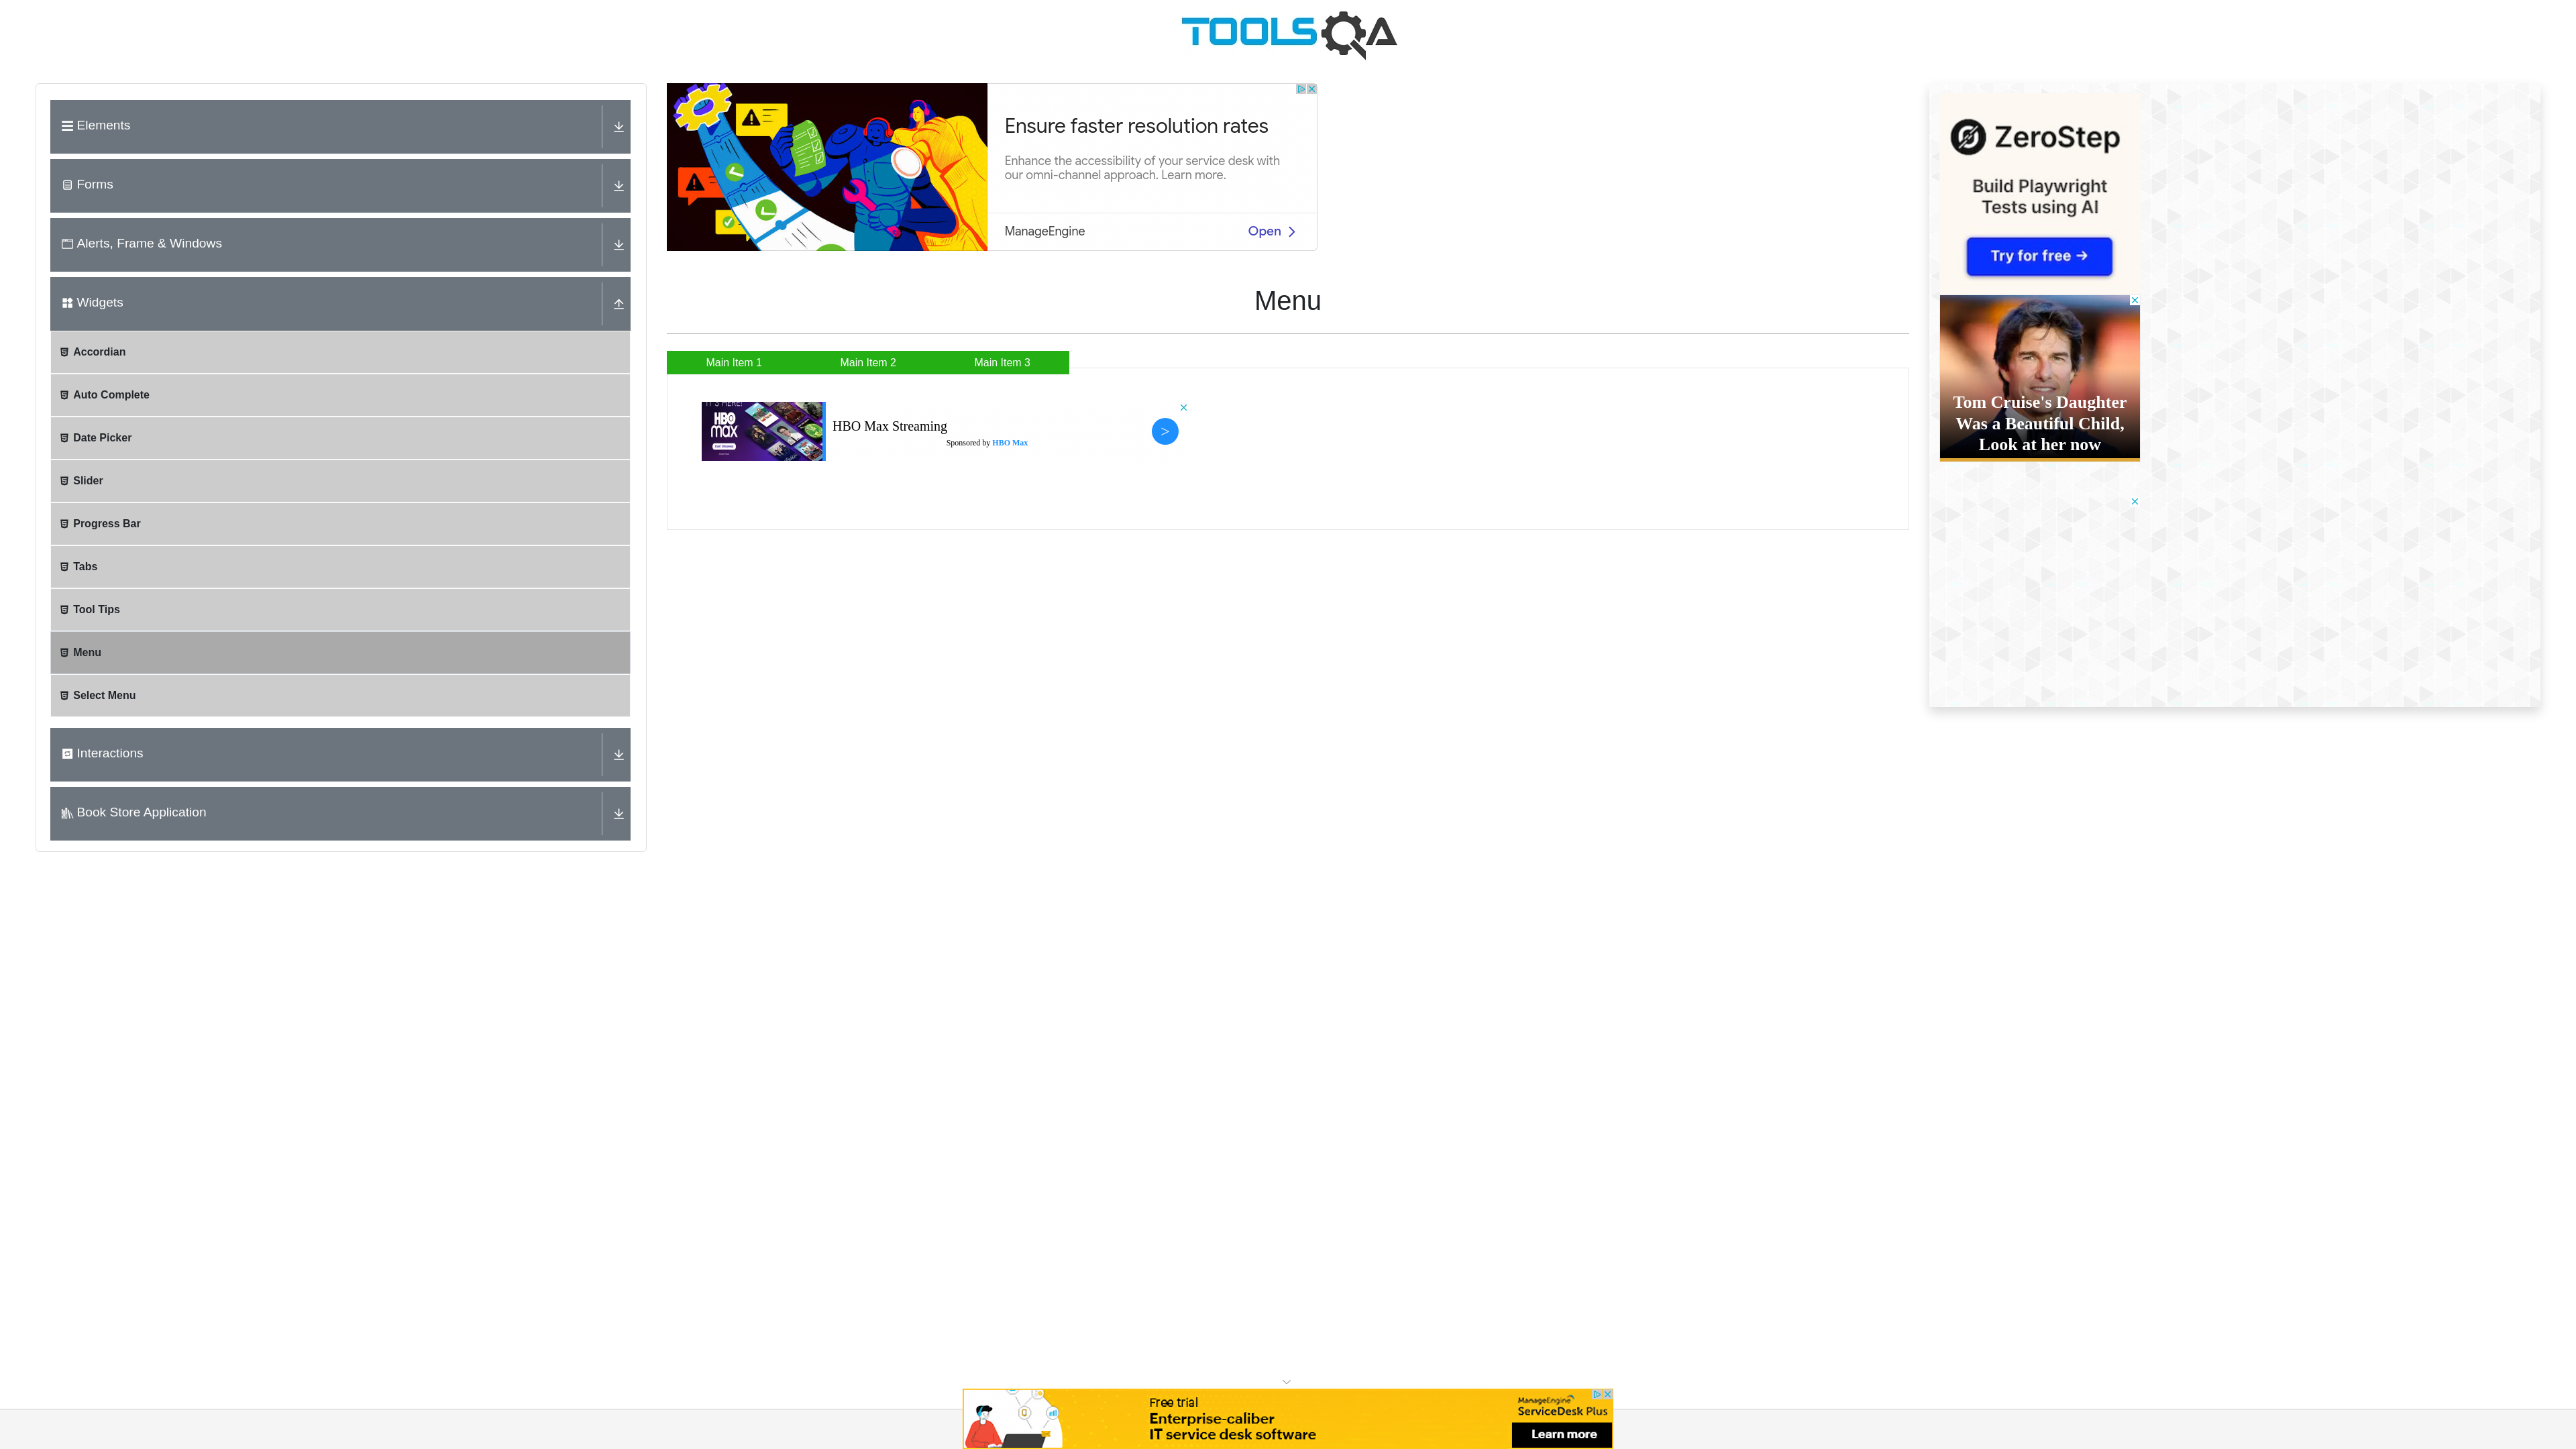 TOOLSQA
Elements
Forms
Alerts, Frame & Windows
Widgets
Accordian
Auto Complete
Date Picker
Slider
Progress Bar
Tabs
Tool Tips
Menu
Select Menu
Interactions
Book Store Application
Ensure faster resolution rates
Enhance the accessibility of your service desk with
our omni-channel approach. Learn more.
ManageEngine
Open
Menu
Main Item 1
Main Item 2
Main Item 3
IT'S HERE!
HBO
max
HBO Max Streaming
Sponsored by HBO Max
>
ZeroStep
Build Playwright
Tests using AI
Try for free →
Tom Cruise's Daughter
Was a Beautiful Child,
Look at her now
Free trial
Enterprise-caliber
IT service desk software
ManageEngine
ServiceDesk Plus
Learn more